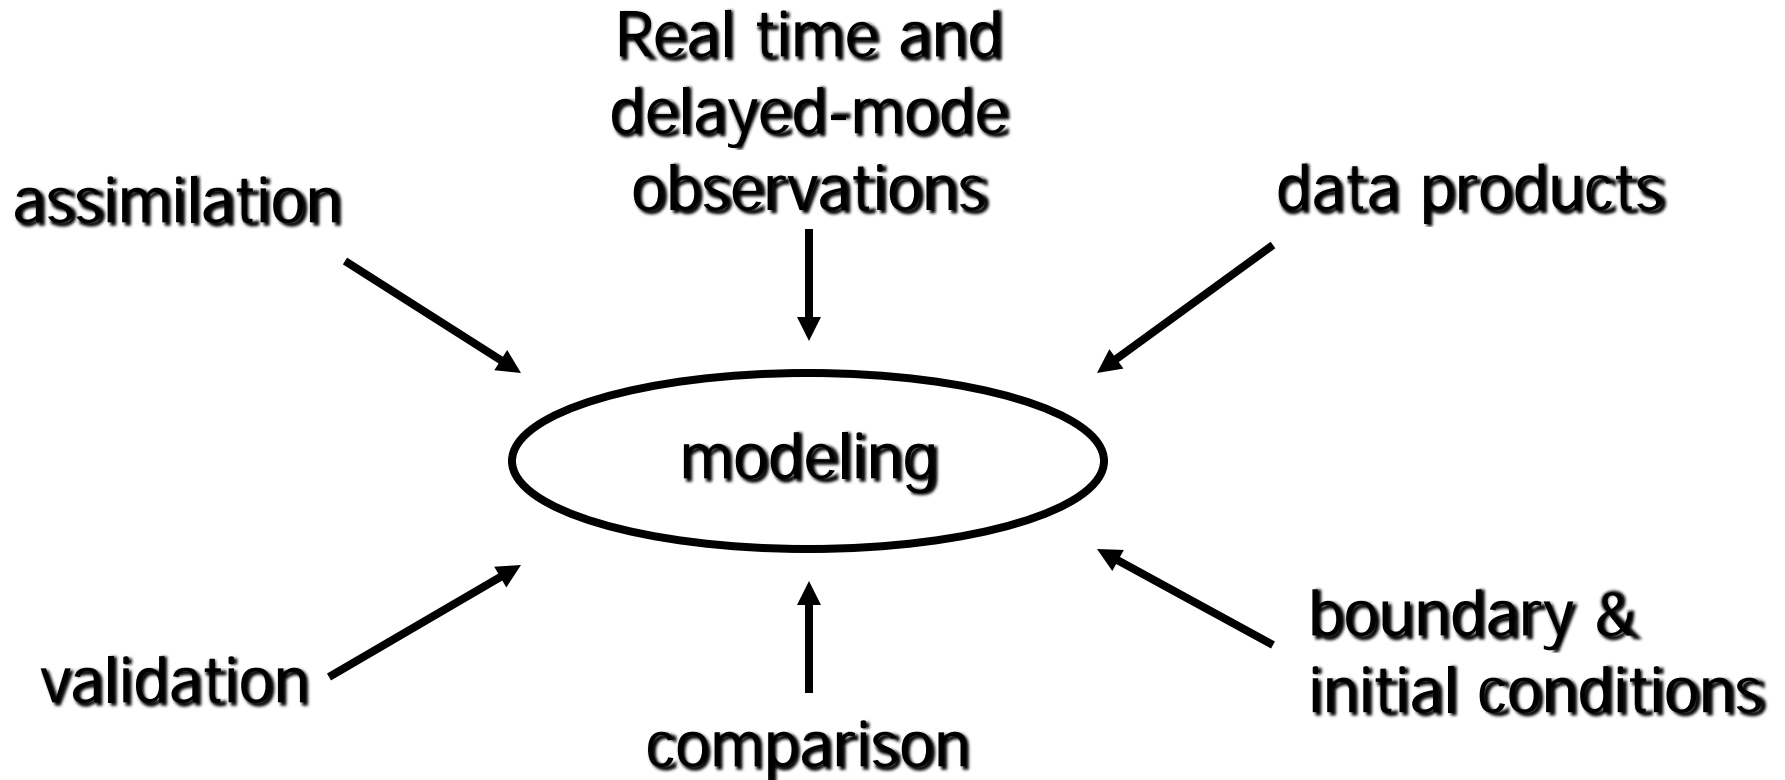 Real time and
delayed-mode
observations
assimilation
data products
modeling
validation
boundary &
initial conditions
comparison